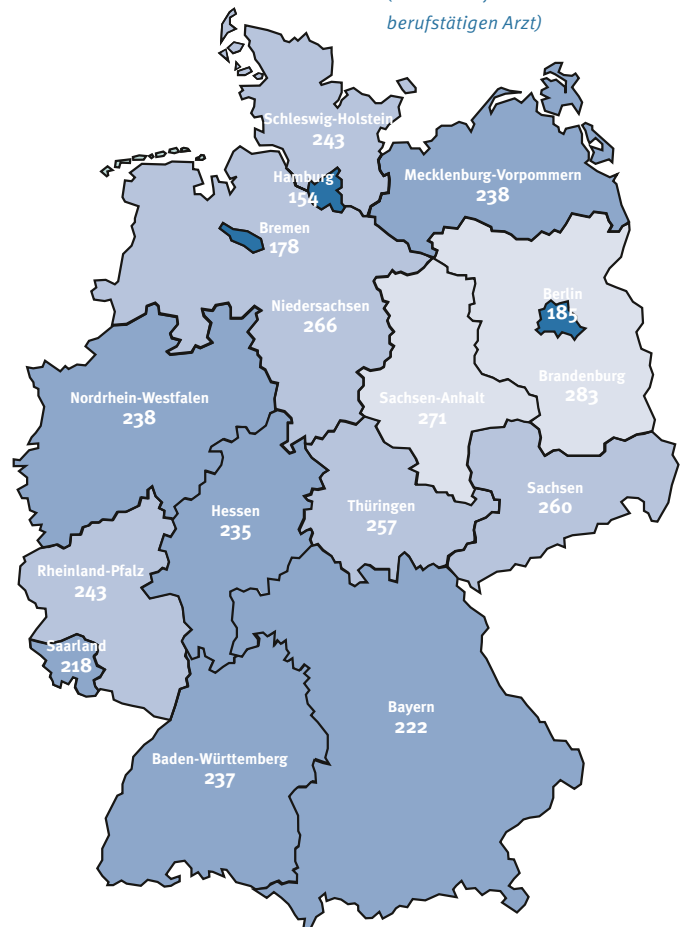 berufstätigen Arzt)
Schleswig-Holstein
243
Hamburg
154
Mecklenburg-Vorpommern
238
Bremen
178
Niedersachsen
266
Berlin
185
Brandenburg
283
Sachsen-Anhalt
271
Nordrhein-Westfalen
238
Hessen
235
Thüringen
257
Sachsen
260
Rheinland-Pfalz
243
Saarland
218
Bayern
222
Baden-Württemberg
237